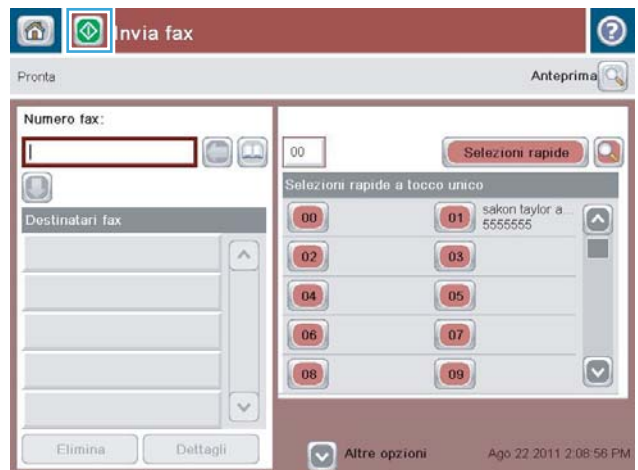 Invia fax
Pronta
Anteprima
Numero fax:
00
Selezioni rapide
Selezioni rapide a tocco unico
Destinatari fax
00
01 sakon taylor a...
5555555
02
03
04
05
06
07
08
09
Elimina
Dettagli
Altre opzioni
Ago 22 2011 2:08:56 PM